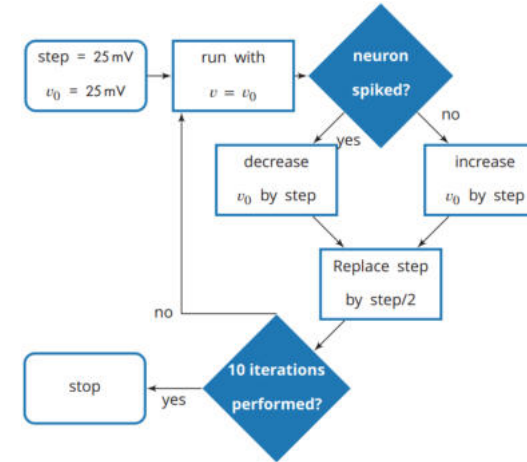 step = 25 mV
v₀ = 25 mV
run with
v = v₀
neuron
spiked?
yes
no
decrease
v₀ by step
increase
v₀ by step
Replace step
by step/2
no
10 iterations
performed?
yes
stop